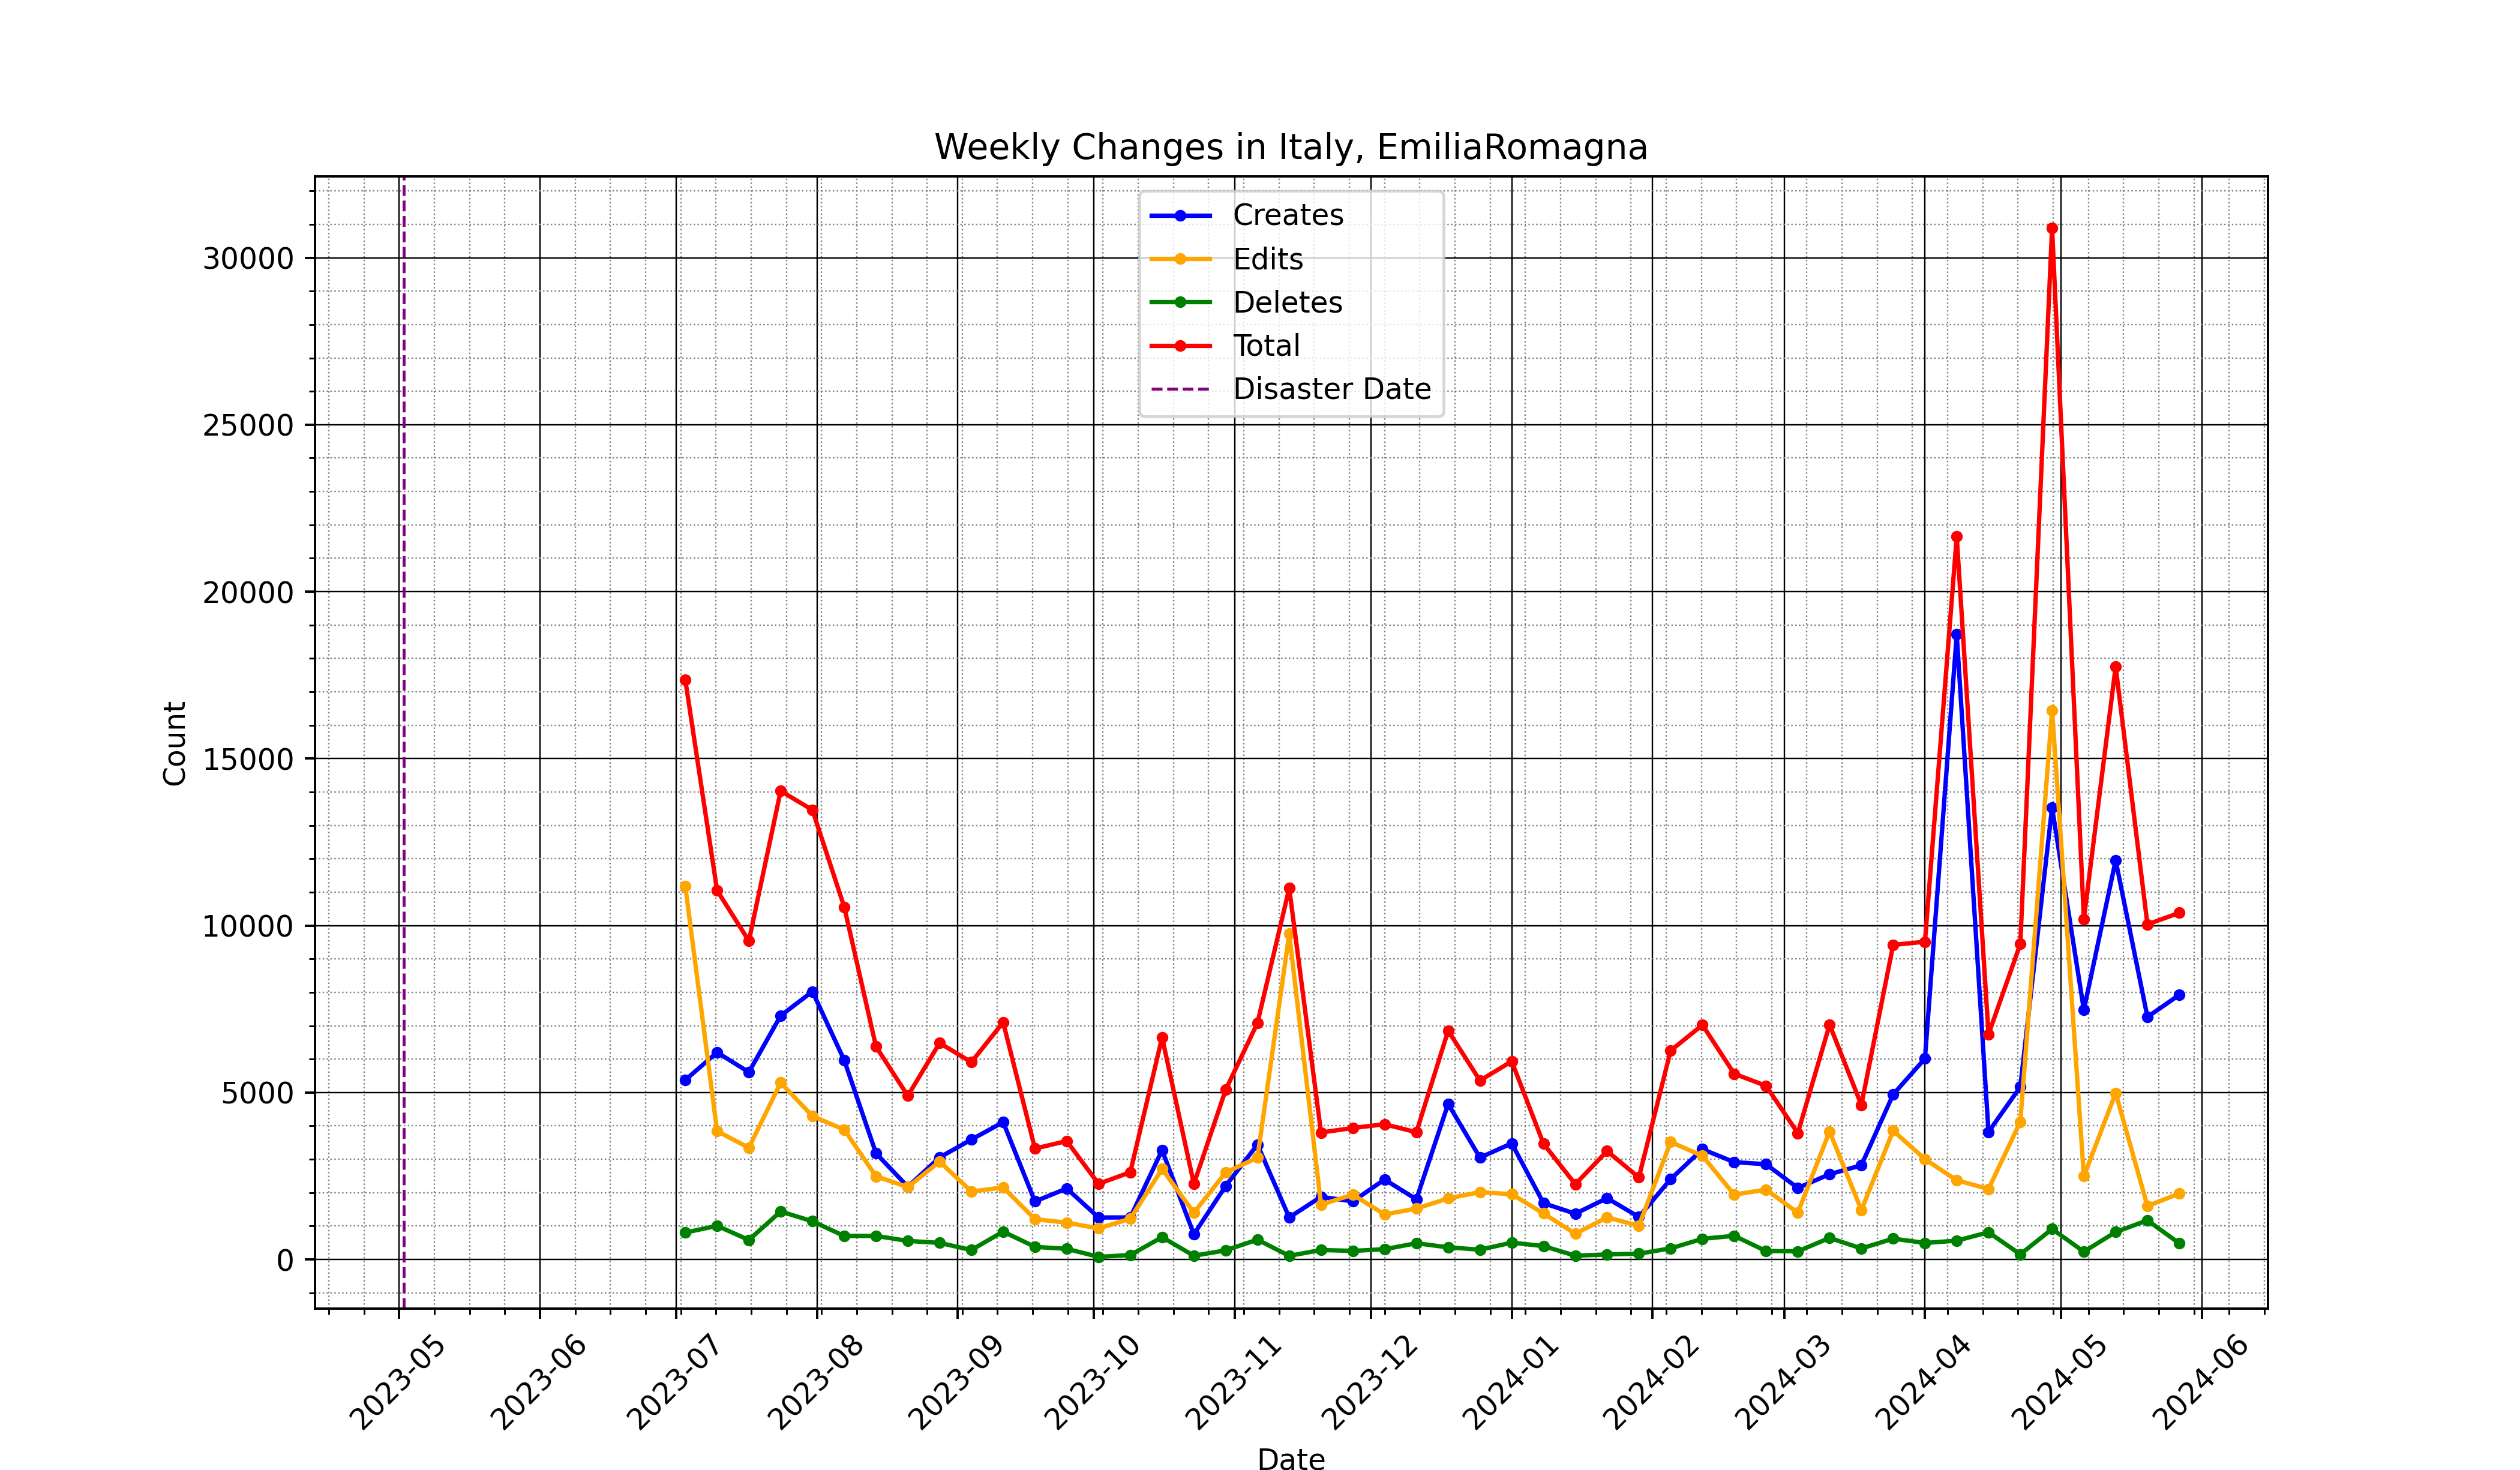 Weekly Changes in Italy, EmiliaRomagna
Creates
Edits
Deletes
Total
Disaster Date
Count
30000
25000
20000
15000
10000
5000
0
2023-05
2023-06
2023-07
2023-08
2023-09
2023-10
2023-11
2023-12
2024-01
2024-02
2024-03
2024-04
2024-05
2024-06
Date